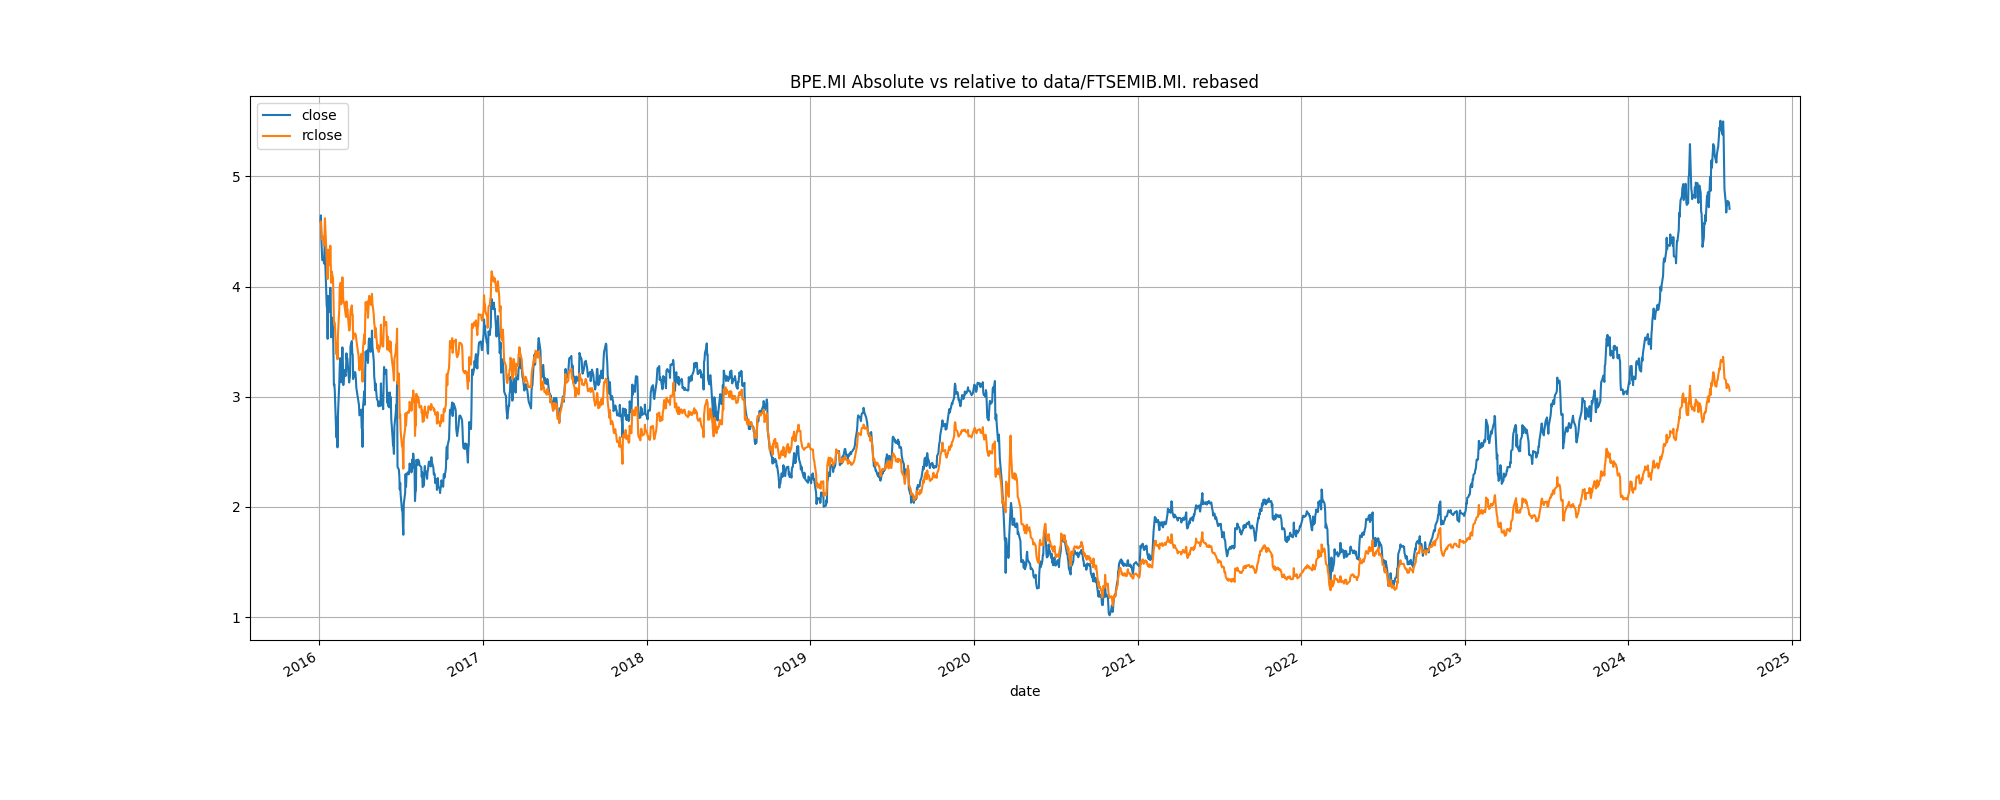 BPE.MI Absolute vs relative to data/FTSEMIB.MI. rebased
close
rclose
5
4
3
2
1
2016 2017 2018 2019 2020 2021 2022 2023 2024 2025
date